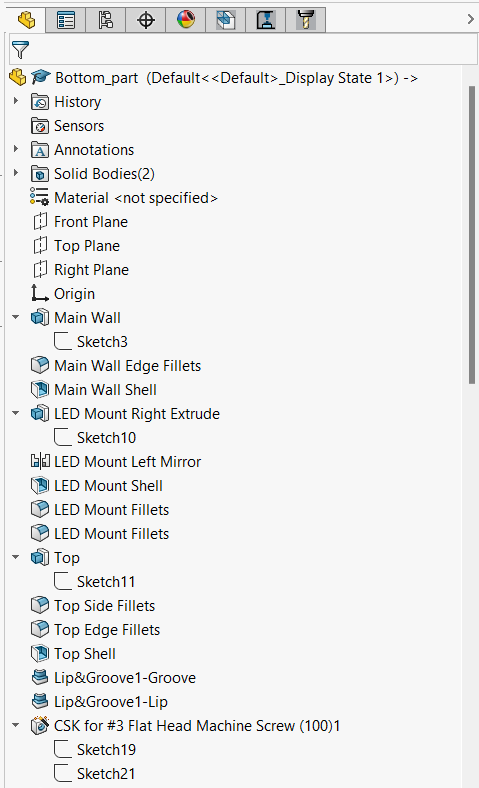 Bottom_part (Default<<Default>_Display State 1>) ->
History
Sensors
Annotations
Solid Bodies(2)
Material <not specified>
Front Plane
Top Plane
Right Plane
Origin
Main Wall
Sketch3
Main Wall Edge Fillets
Main Wall Shell
LED Mount Right Extrude
Sketch10
LED Mount Left Mirror
LED Mount Shell
LED Mount Fillets
LED Mount Fillets
Top
Sketch11
Top Side Fillets
Top Edge Fillets
Top Shell
Lip&Groove1-Groove
Lip&Groove1-Lip
CSK for #3 Flat Head Machine Screw (100)1
Sketch19
Sketch21